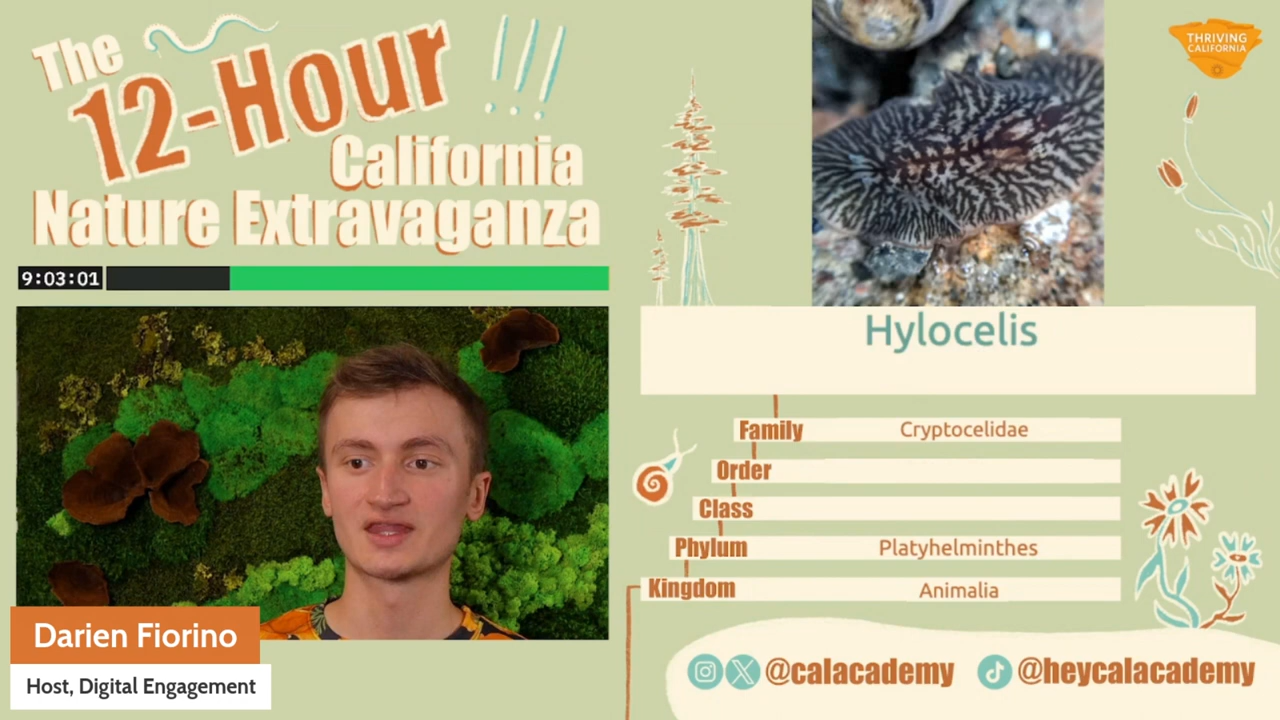 The
12-Hour
!!!
California
Nature Extravaganza
9:03:01
Darien Fiorino
Host, Digital Engagement
THRIVING
CALIFORNIA
Hylocelis
Family Cryptocelidae
Order
Class
Phylum Platyhelminthes
Kingdom Animalia
@calacademy @heycalacademy